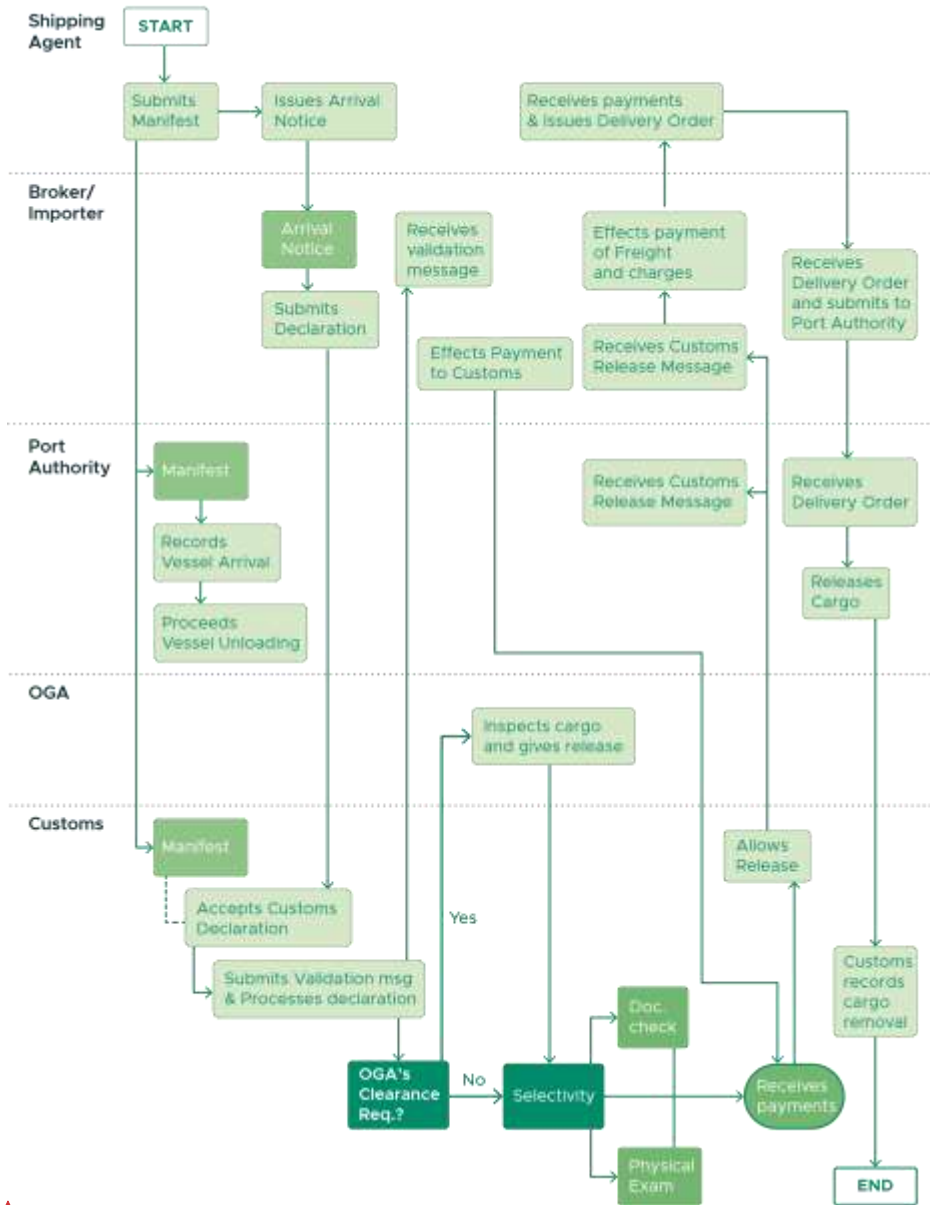 Shipping
Agent
START
Submits
Manifest
Issues Arrival
Notice
Receives payments
& Issues Delivery Order
Broker/
Importer
Arrival
Notice
Receives
validation
message
Effects payment
of Freight
and charges
Receives
Delivery Order
and submits to
Port Authority
Submits
Declaration
Effects Payment
to Customs
Receives Customs
Release Message
Port
Authority
Manifest
Receives Customs
Release Message
Receives
Delivery Order
Records
Vessel Arrival
Releases
Cargo
Proceeds
Vessel Unloading
OGA
Inspects cargo
and gives release
Customs
Manifest
Allows
Release
Accepts Customs
Declaration
Yes
Submits Validation msg
& Processes declaration
Customs
records
cargo
removal
Doc.
check
OGA's
Clearance
Req.?
No
Selectivity
Receives
payments
Physical
Exam
END